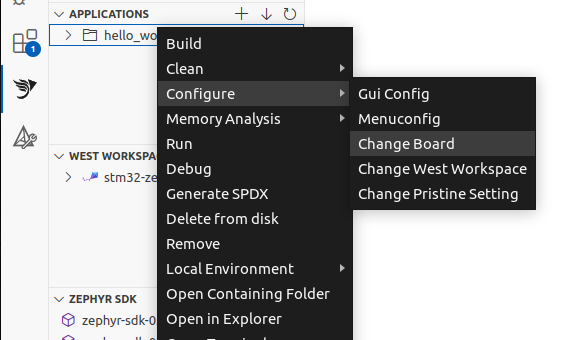 APPLICATIONS
hello_wo
Build
Clean
Configure
Memory Analysis
Run
Debug
Generate SPDX
Delete from disk
Remove
Local Environment
Open Containing Folder
Open in Explorer
Gui Config
Menuconfig
Change Board
Change West Workspace
Change Pristine Setting
1
WEST WORKSPA
stm32-ze
ZEPHYR SDK
zephyr-sdk-0